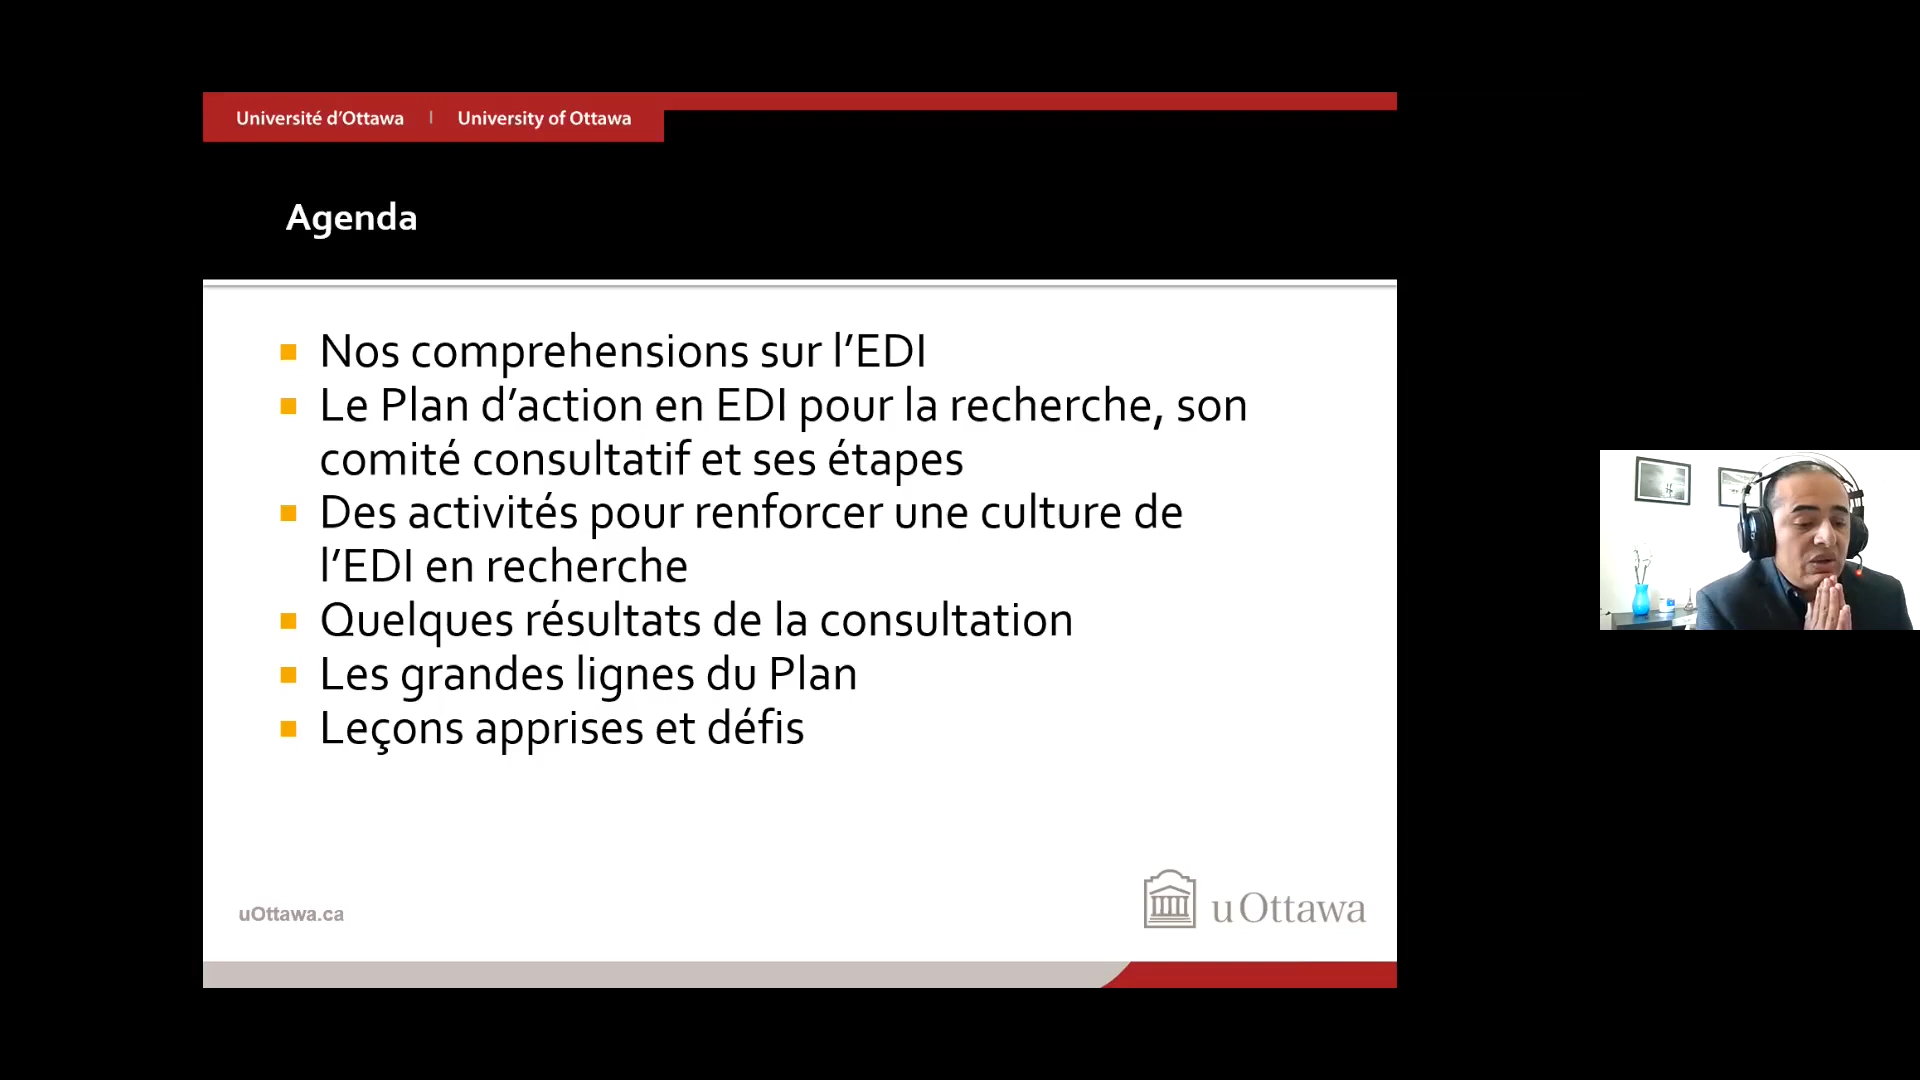 Université d'Ottawa | University of Ottawa
Agenda
Nos comprehensions sur l'EDI
Le Plan d'action en EDI pour la recherche, son
comité consultatif et ses étapes
Des activités pour renforcer une culture de
l'EDI en recherche
Quelques résultats de la consultation
Les grandes lignes du Plan
Leçons apprises et défis
uOttawa.ca
uOttawa